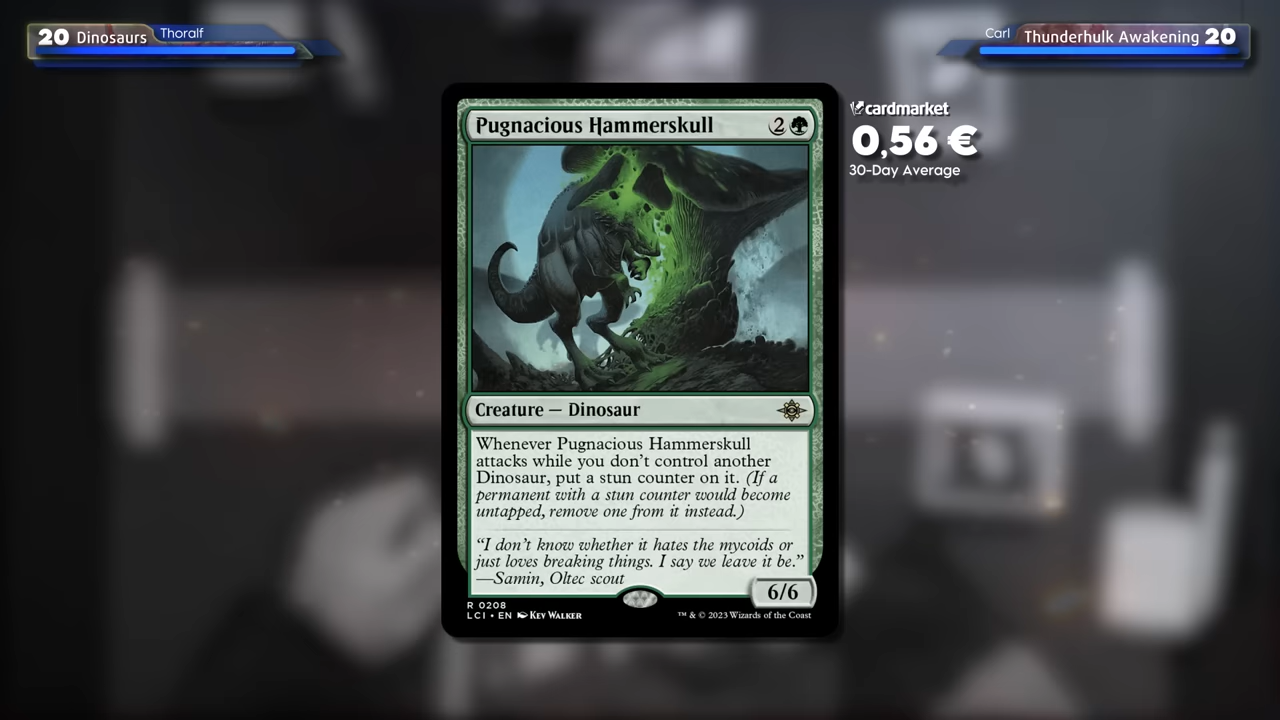 20 Dinosaurs Thoralf
Carl Thunderhulk Awakening 20
Pugnacious Hammerskull 2
cardmarket
0,56 €
30-Day Average
Creature — Dinosaur
Whenever Pugnacious Hammerskull
attacks while you don't control another
Dinosaur, put a stun counter on it. (If a
permanent with a stun counter would become
untapped, remove one from it instead.)
"I don't know whether it hates the mycoids or
just loves breaking things. I say we leave it be."
—Samin, Oltec scout
6/6
R 0208
LCI • EN Kev Walker
™ & © 2023 Wizards of the Coast